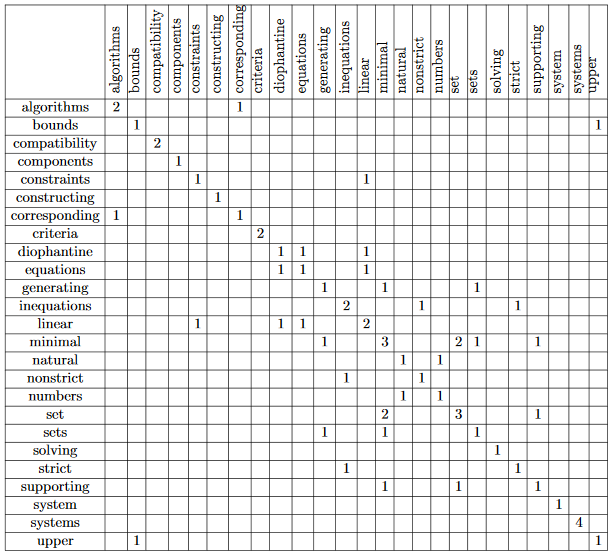 algorithms bounds compatibility components constraints constructing corresponding criteria diophantine equations generating inequations linear minimal natural nonstrict numbers set sets solving strict supporting system systems upper
algorithms 2 1
bounds 1 1
compatibility 2
components 1
constraints 1 1
constructing 1
corresponding 1 1
criteria 2
diophantine 1 1 1
equations 1 1 1
generating 1 1 1
inequations 2 1 1
linear 1 1 1 2
minimal 1 3 2 1 1
natural 1 1
nonstrict 1 1
numbers 1 1
set 2 3 1
sets 1 1 1
solving 1
strict 1 1
supporting 1 1 1
system 1
systems 4
upper 1 1